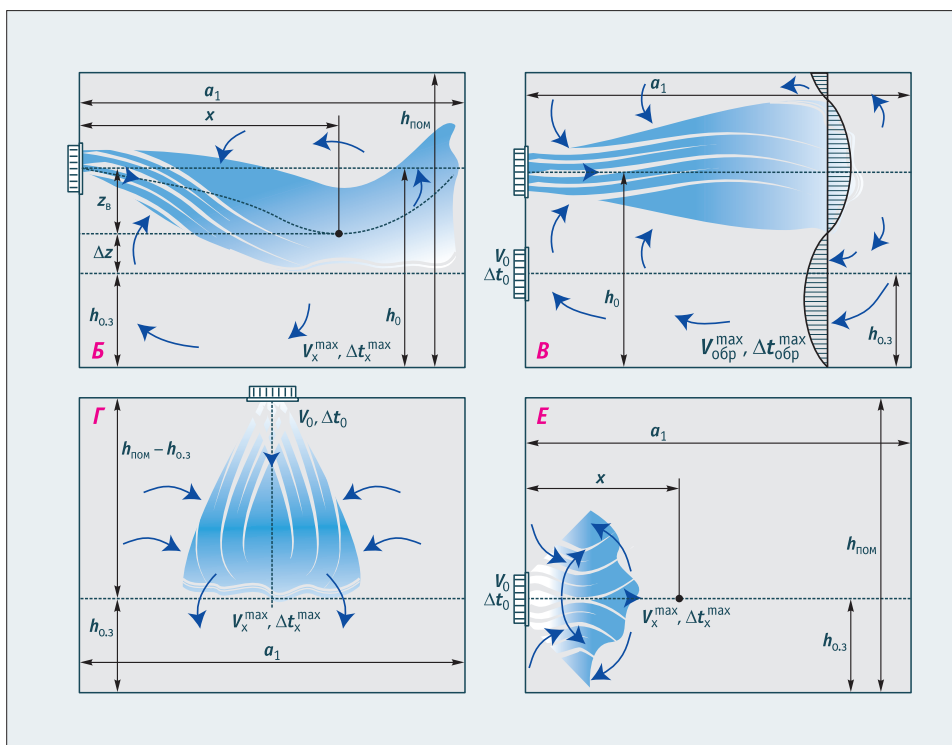 a₁
x
hпом
zв
Δz
hо.з
h₀
Vₓᵐᵃˣ, Δtₓᵐᵃˣ
Б
a₁
V₀
Δt₀
h₀
hо.з
Vобрᵐᵃˣ, Δtобрᵐᵃˣ
В
Г
V₀, Δt₀
hпом – hо.з
hо.з
Vₓᵐᵃˣ, Δtₓᵐᵃˣ
a₁
Е
a₁
x
hпом
V₀
Δt₀
Vₓᵐᵃˣ, Δtₓᵐᵃˣ
hо.з